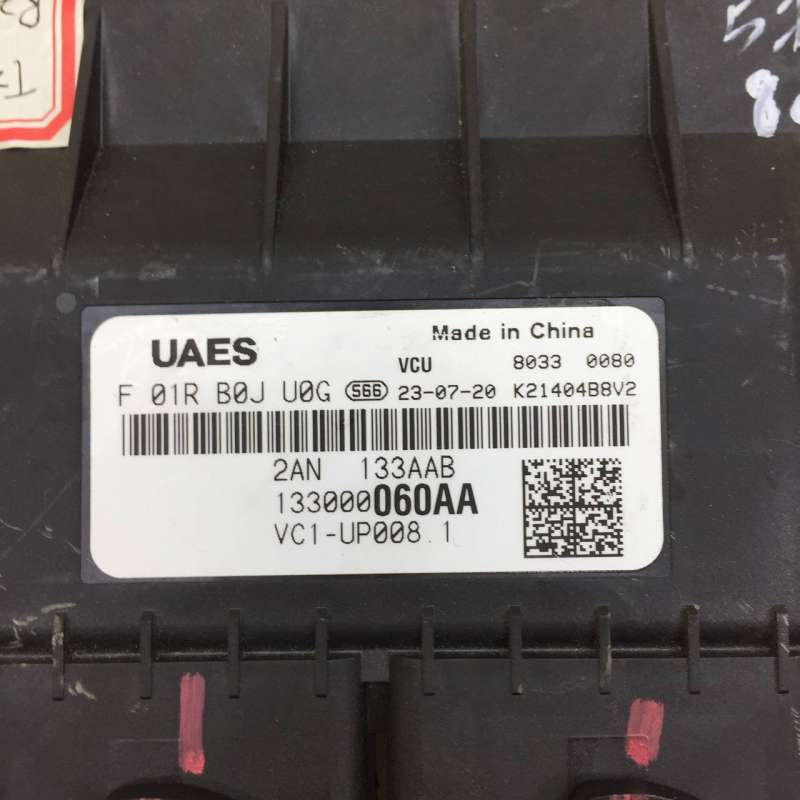 UAES
Made in China
VCU 8033 0080
F 01R B0J U0G 566 23-07-20 K21404B8V2
2AN 133AAB
133000060AA
VC1-UP008.1